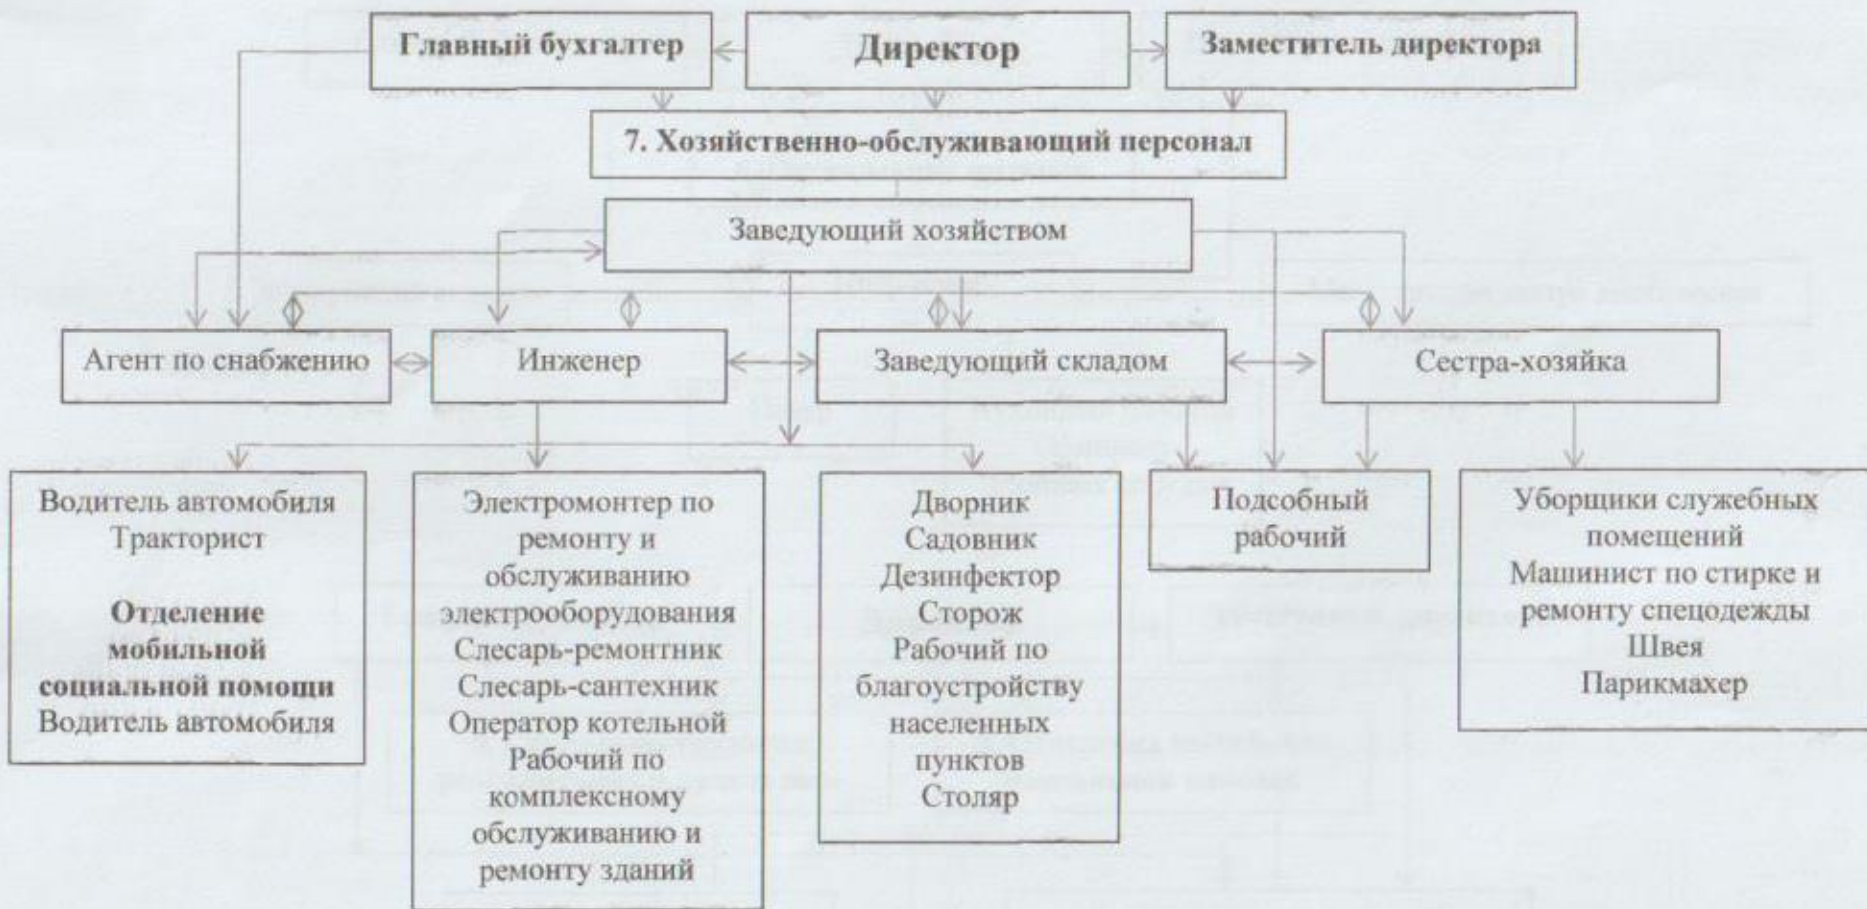 Главный бухгалтер
Директор
Заместитель директора
7. Хозяйственно-обслуживающий персонал
Заведующий хозяйством
Агент по снабжению
Инженер
Заведующий складом
Сестра-хозяйка
Водитель автомобиля
Тракторист
Отделение
мобильной
социальной помощи
Водитель автомобиля
Электромонтер по
ремонту и
обслуживанию
электрооборудования
Слесарь-ремонтник
Слесарь-сантехник
Оператор котельной
Рабочий по
комплексному
обслуживанию и
ремонту зданий
Дворник
Садовник
Дезинфектор
Сторож
Рабочий по
благоустройству
населенных
пунктов
Столяр
Подсобный
рабочий
Уборщики служебных
помещений
Машинист по стирке и
ремонту спецодежды
Швея
Парикмахер